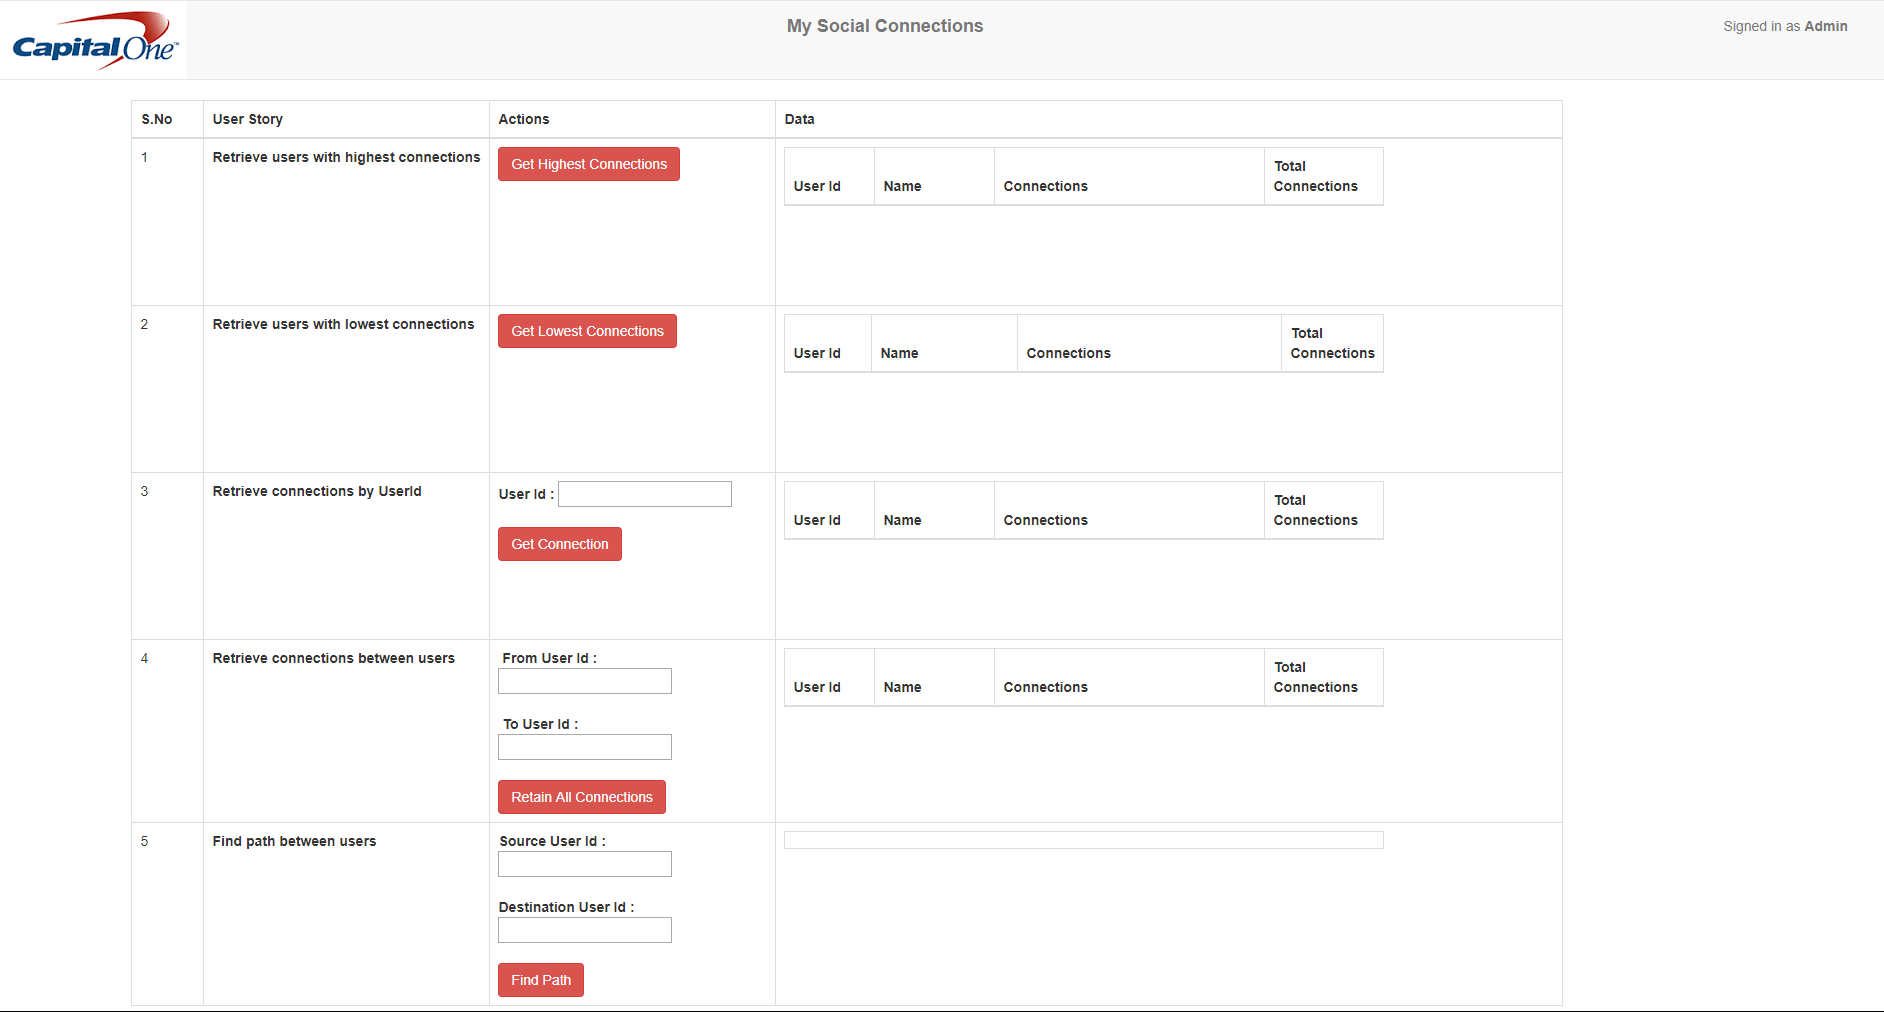 CapitalOne™
My Social Connections
Signed in as Admin
S.No User Story Actions Data
1 Retrieve users with highest connections Get Highest Connections
User Id Name Connections Total Connections
2 Retrieve users with lowest connections Get Lowest Connections
User Id Name Connections Total Connections
3 Retrieve connections by UserId User Id :
Get Connection
User Id Name Connections Total Connections
4 Retrieve connections between users From User Id :
To User Id :
Retain All Connections
User Id Name Connections Total Connections
5 Find path between users Source User Id :
Destination User Id :
Find Path